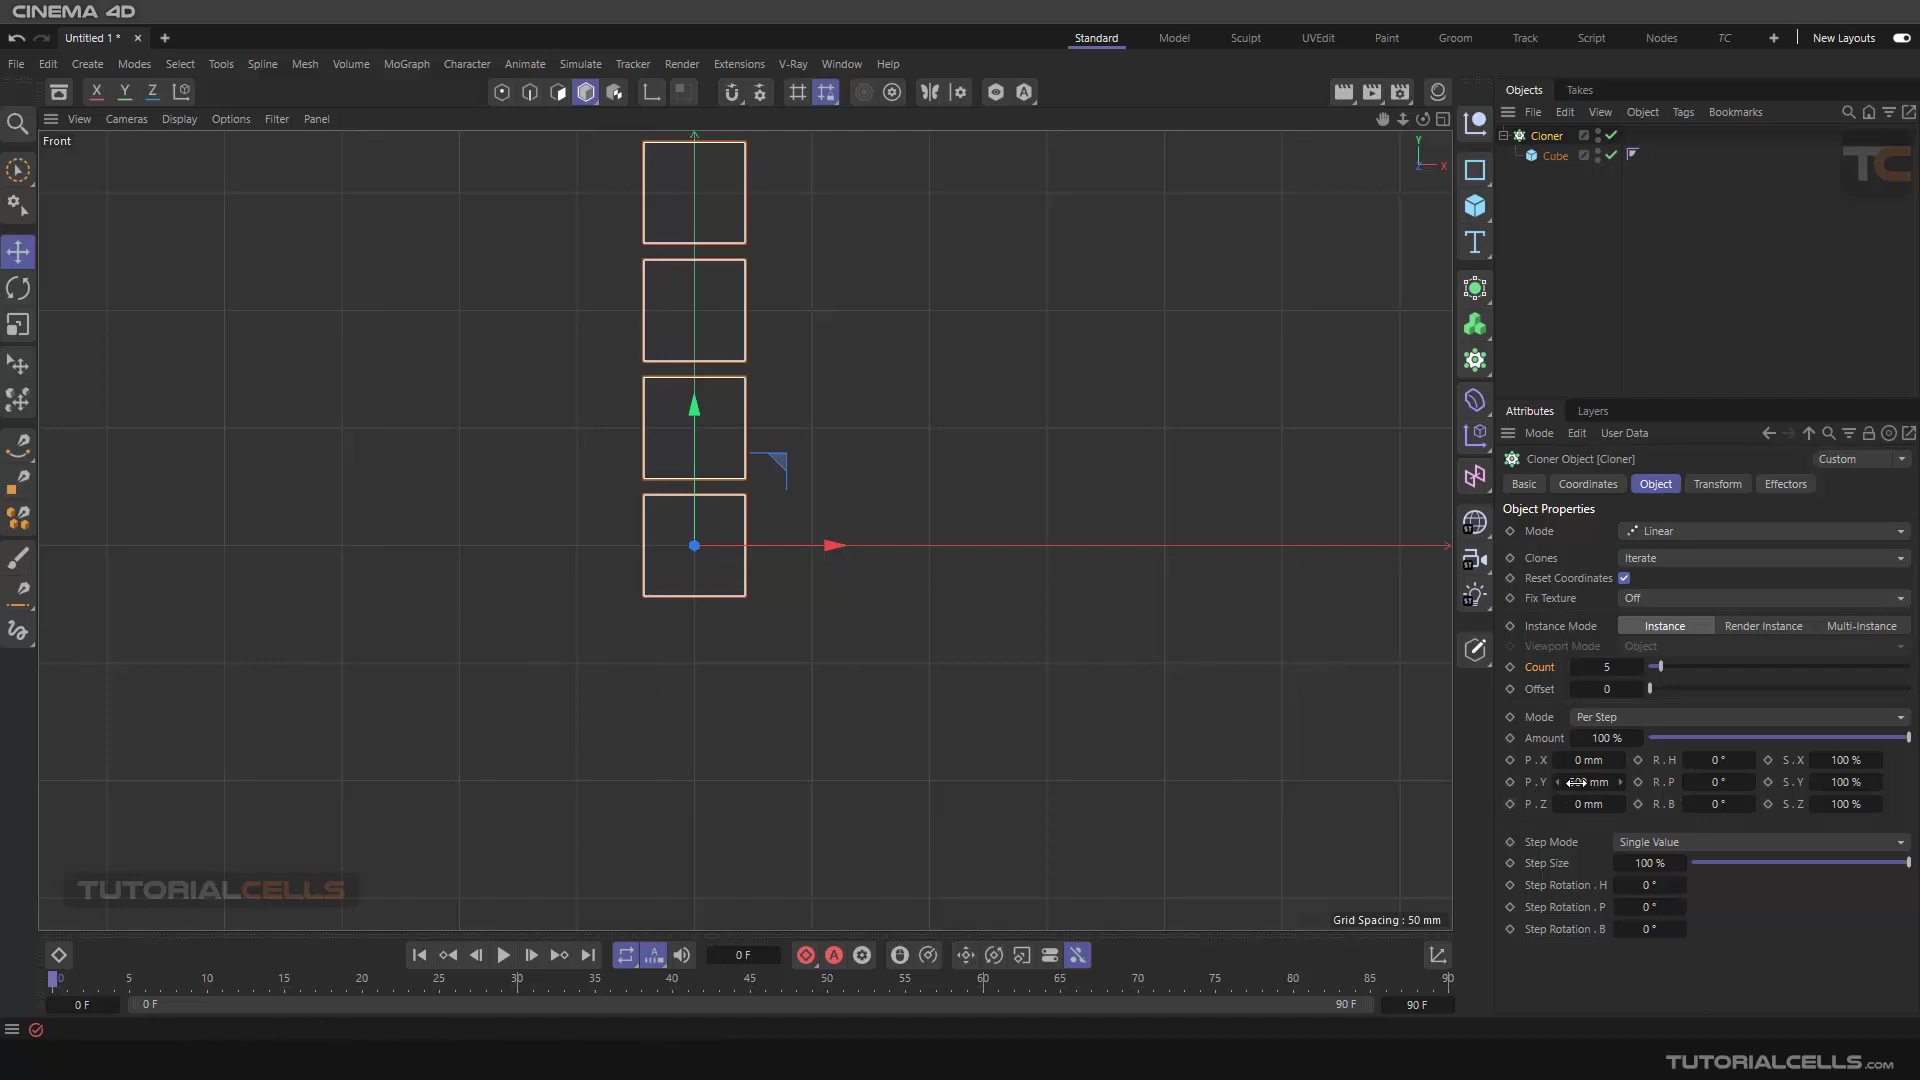 CINEMA 4D
Untitled 1 *
Standard Model Sculpt UVEdit Paint Groom Track Script Nodes TC New Layouts
File Edit Create Modes Select Tools Spline Mesh Volume MoGraph Character Animate Simulate Tracker Render Extensions V-Ray Window Help
X Y Z
Objects Takes
View Cameras Display Options Filter Panel
File Edit View Object Tags Bookmarks
Front
Y
X
Z
Cloner
Cube
TC
Attributes Layers
Mode Edit User Data
Cloner Object [Cloner] Custom
Basic Coordinates Object Transform Effectors
Object Properties
Mode Linear
Clones Iterate
Reset Coordinates
Fix Texture Off
Instance Mode Instance Render Instance Multi-Instance
Viewport Mode Object
Count 5
Offset 0
Mode Per Step
Amount 100 %
P . X 0 mm R . H 0 ° S . X 100 %
P . Y mm R . P 0 ° S . Y 100 %
P . Z 0 mm R . B 0 ° S . Z 100 %
Step Mode Single Value
Step Size 100 %
Step Rotation . H 0 °
Step Rotation . P 0 °
Step Rotation . B 0 °
TUTORIALCELLS
Grid Spacing : 50 mm
0 F
0 5 10 15 20 25 30 35 40 45 50 55 60 65 70 75 80 85 90
0 F 0 F 90 F 90 F
TUTORIALCELLS.COM